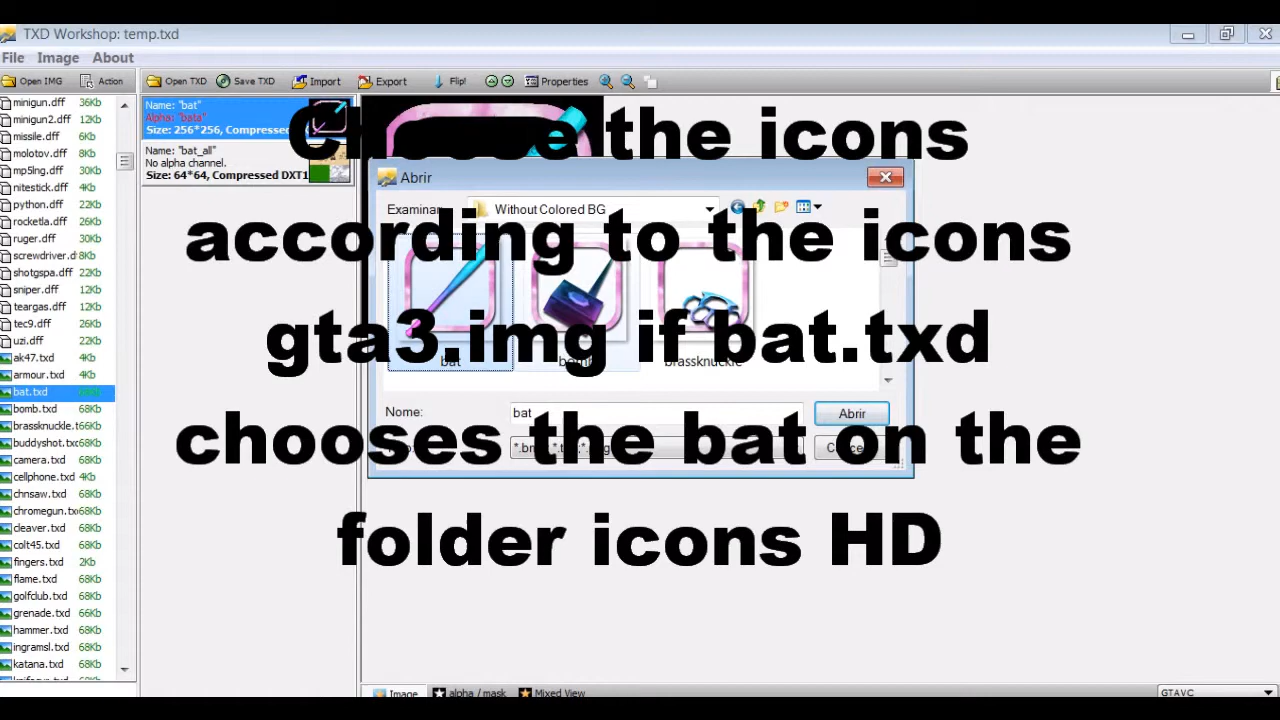 TXD Workshop: temp.txd
File Image About
Open IMG Action Open TXD Save TXD Import Export Flip! Properties
minigun.dff 36Kb
minigun2.dff 12Kb
missile.dff 6Kb
molotov.dff 8Kb
mp5lng.dff 23Kb
nitestick.dff 4Kb
python.dff 22Kb
rocketla.dff 26Kb
ruger.dff 30Kb
screwdriver.d 8Kb
shotgspa.dff 22Kb
sniper.dff 12Kb
teargas.dff 12Kb
tec9.dff 26Kb
uzi.dff 22Kb
ak47.txd 4Kb
armour.txd 4Kb
bat.txd
bomb.txd 68Kb
brassknuckle.t 66Kb
buddyshot.txc 68Kb
camera.txd 68Kb
cellphone.txd 4Kb
chnsaw.txd 68Kb
chromegun.tx 68Kb
cleaver.txd 68Kb
colt45.txd 68Kb
fingers.txd 2Kb
flame.txd 68Kb
golfclub.txd 68Kb
grenade.txd 66Kb
hammer.txd 68Kb
ingramsl.txd 68Kb
katana.txd 68Kb
Name: "bat"
Alpha: "bata"
Size: 256*256, Compressed
Name: "bat_all"
No alpha channel.
Size: 64*64, Compressed DXT1
Abrir
Examinar Without Colored BG
bat bomb brassknuckle
Nome: bat Abrir
Choose the icons
according to the icons
gta3.img if bat.txd
chooses the bat on the
folder icons HD
Image alpha / mask Mixed View GTAVC